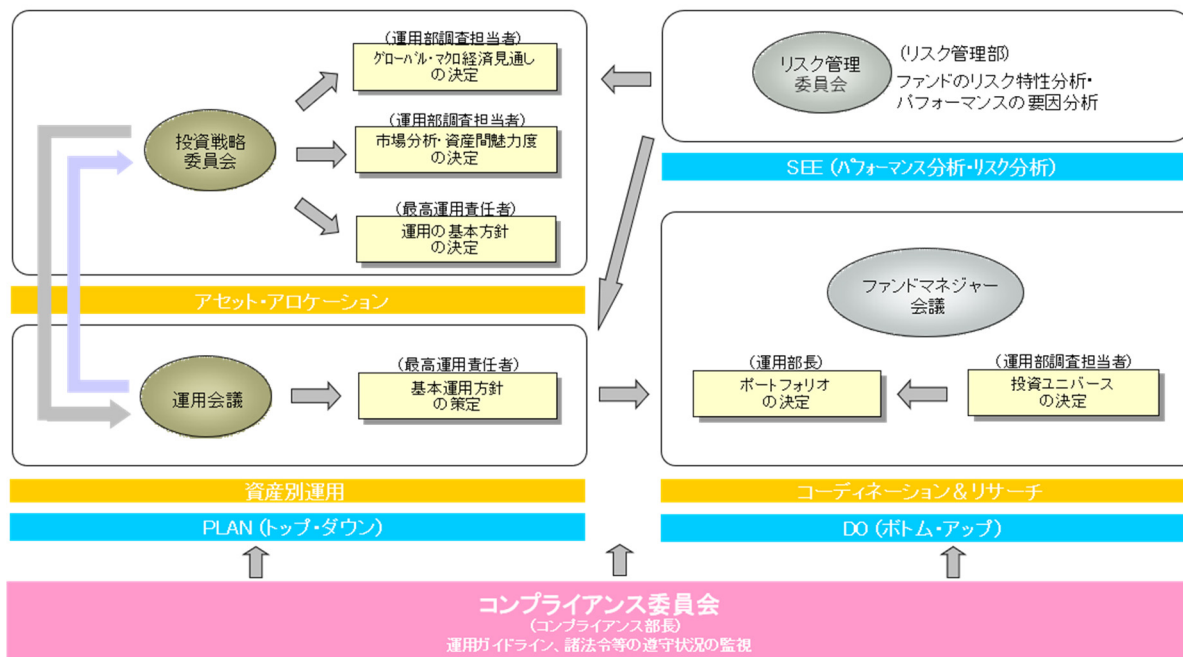 (運用部調査担当者)
グローバル・マクロ経済見通し
の決定
投資戦略
委員会
(運用部調査担当者)
市場分析・資産間魅力度
の決定
(最高運用責任者)
運用の基本方針
の決定
アセット・アロケーション
リスク管理
委員会
(リスク管理部)
ファンドのリスク特性分析・
パフォーマンスの要因分析
SEE (パフォーマンス分析・リスク分析)
運用会議
(最高運用責任者)
基本運用方針
の策定
資産別運用
PLAN (トップ・ダウン)
ファンドマネジャー
会議
(運用部長)
ポートフォリオ
の決定
(運用部調査担当者)
投資ユニバース
の決定
コーディネーション&リサーチ
DO (ボトム・アップ)
コンプライアンス委員会
(コンプライアンス部長)
運用ガイドライン、諸法令等の遵守状況の監視